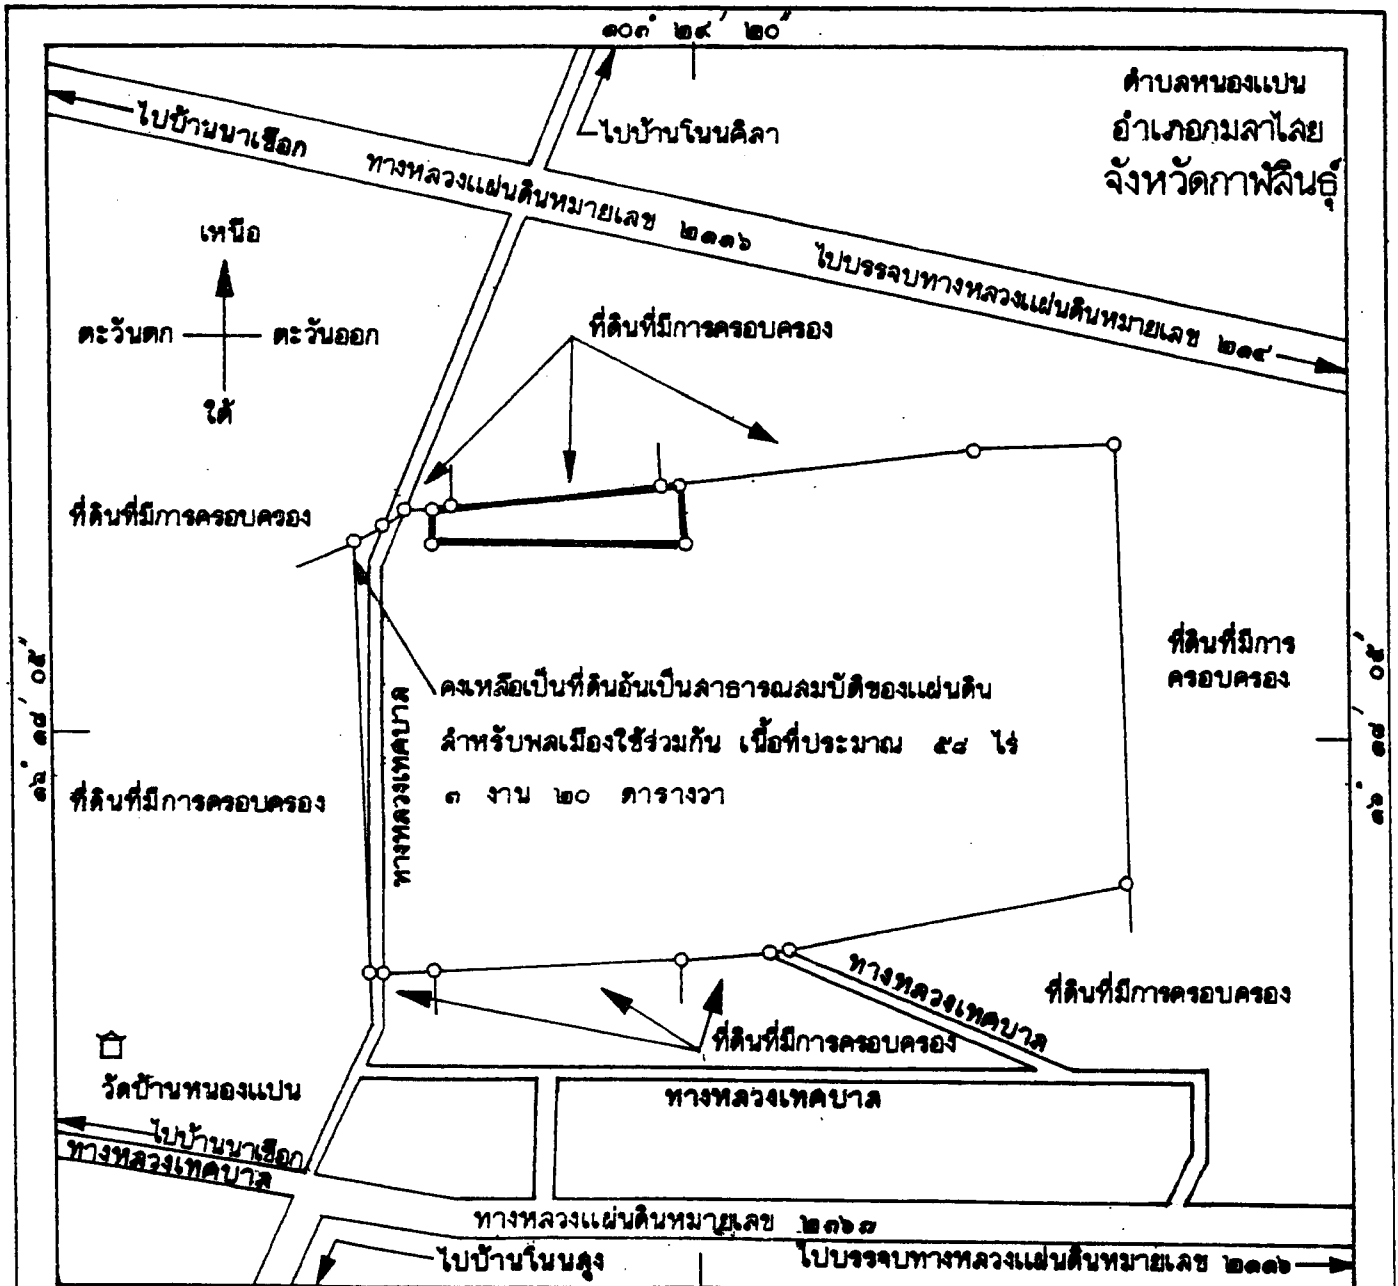 ๑๐๓° ๒๙′ ๒๐″
ตำบลหนองแปน
อำเภอกมลาไสย
จังหวัดกาฬสินธุ์
ไปบ้านนาเชือก
ไปบ้านโนนศิลา
ทางหลวงแผ่นดินหมายเลข ๒๑๑๖
ไปบรรจบทางหลวงแผ่นดินหมายเลข ๒๑๔
เหนือ
ตะวันตก
ตะวันออก
ใต้
ที่ดินที่มีการครอบครอง
ที่ดินที่มีการครอบครอง
ที่ดินที่มีการ
ครอบครอง
๑๖° ๑๘′ ๐๕″
๑๖° ๑๘′ ๐๕″
คงเหลือเป็นที่ดินอันเป็นสาธารณสมบัติของแผ่นดิน
สำหรับพลเมืองใช้ร่วมกัน เนื้อที่ประมาณ ๕๘ ไร่
๓ งาน ๒๐ ตารางวา
ทางหลวงเทศบาล
ที่ดินที่มีการครอบครอง
ทางหลวงเทศบาล
ที่ดินที่มีการครอบครอง
ที่ดินที่มีการครอบครอง
วัดบ้านหนองแปน
ทางหลวงเทศบาล
ไปบ้านนาเชือก
ทางหลวงเทศบาล
ทางหลวงแผ่นดินหมายเลข
ไปบ้านโนนสูง
ไปบรรจบทางหลวงแผ่นดินหมายเลข ๒๑๑๖